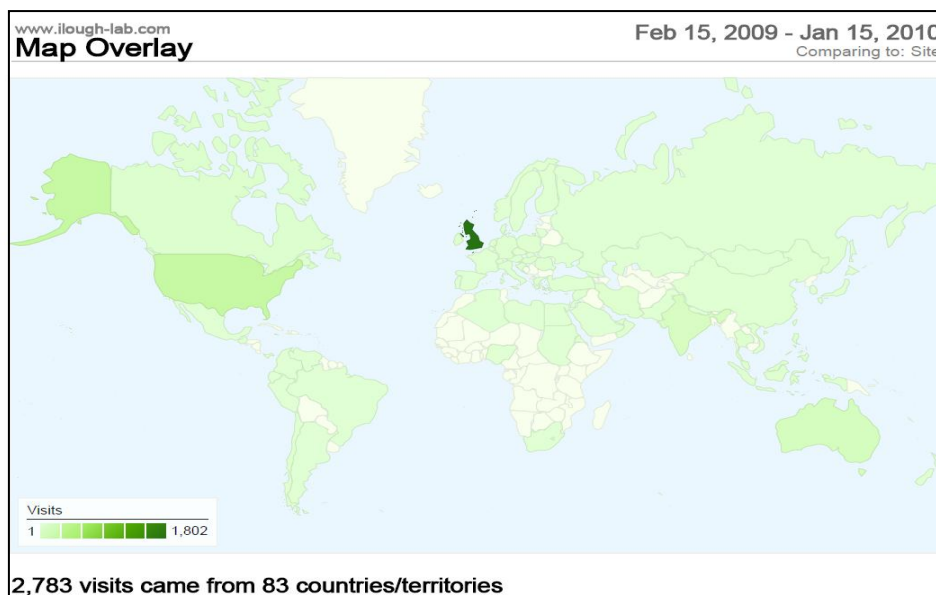 www.ilough-lab.com
Map Overlay
Feb 15, 2009 - Jan 15, 2010
Comparing to: Site
Visits
1 1,802
2,783 visits came from 83 countries/territories